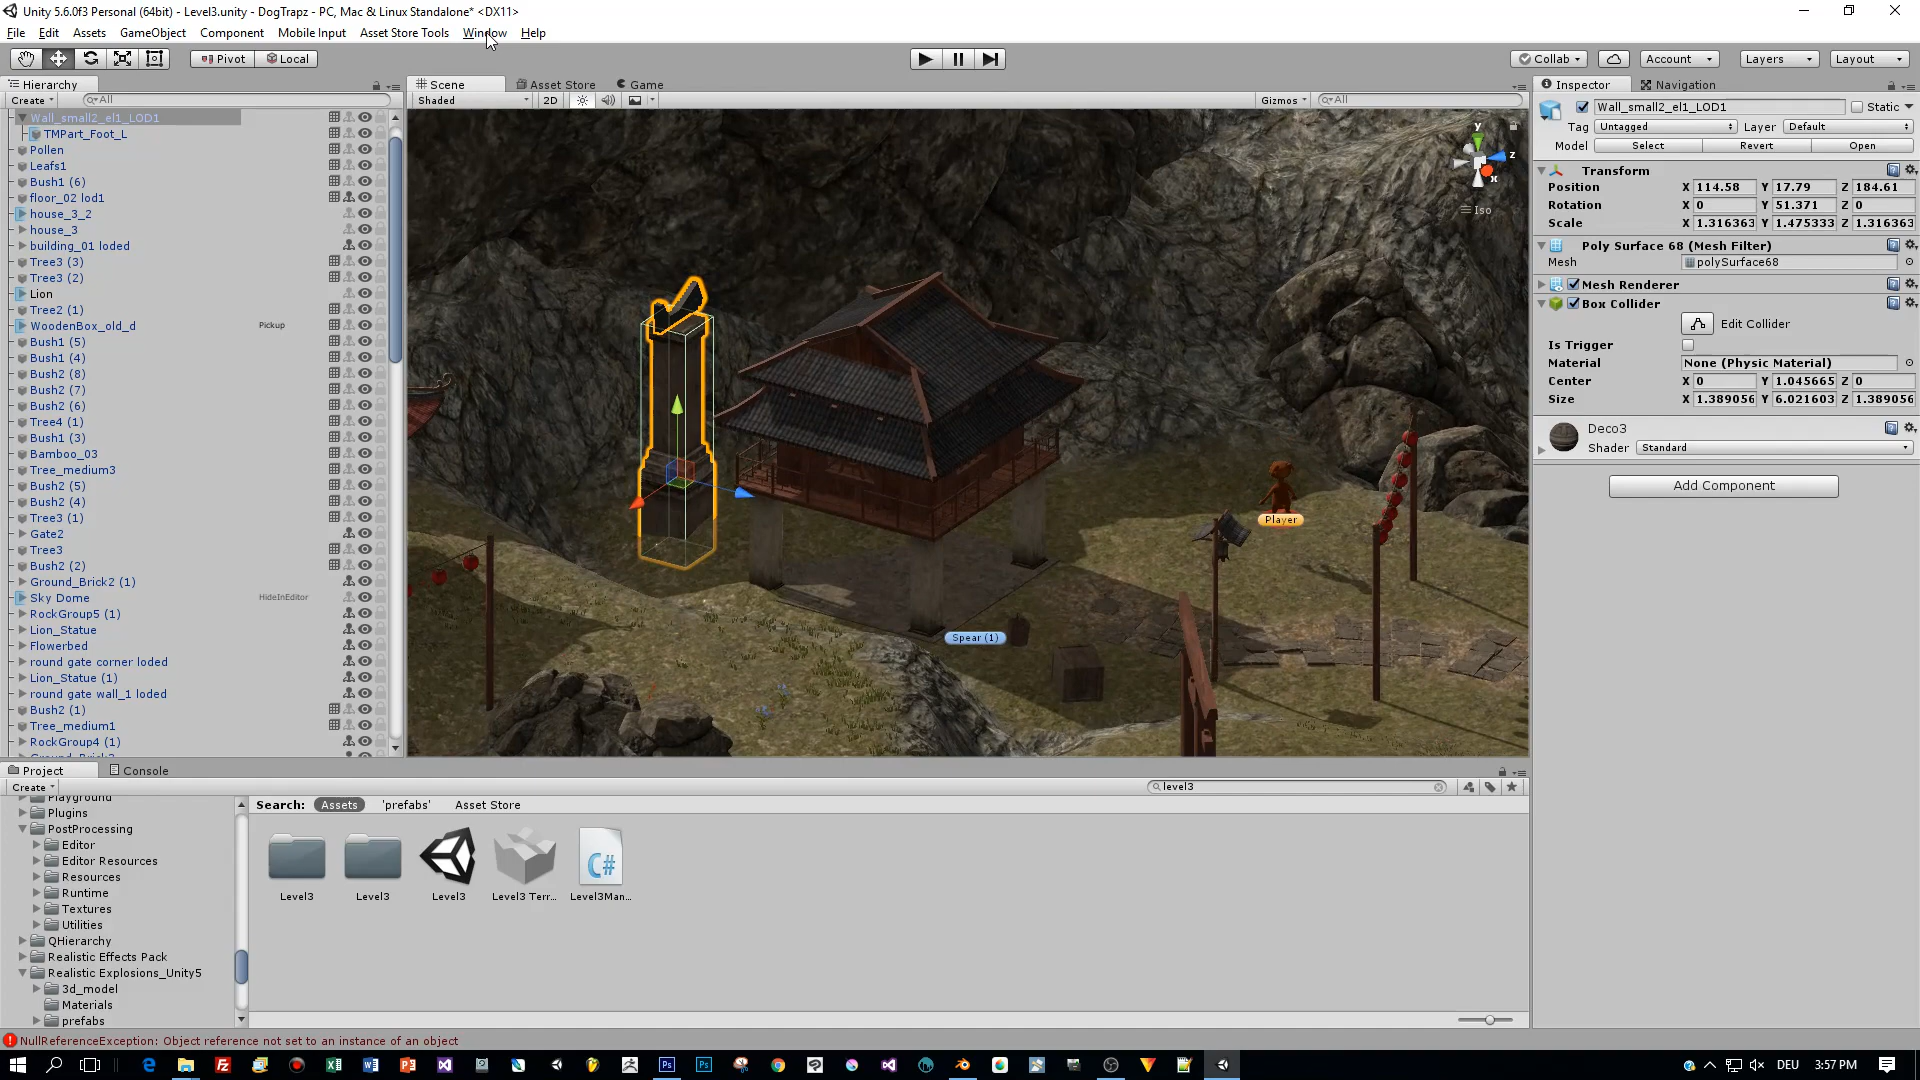 Unity 5.6.0f3 Personal (64bit) - Level3.unity - DogTrapz - PC, Mac & Linux Standalone* <DX11>
File Edit Assets GameObject Component Mobile Input Asset Store Tools Window Help
Pivot Local
Collab Account Layers Layout
Hierarchy
Create All
Wall_small2_el1_LOD1
TMPart_Foot_L
Pollen
Leafs1
Bush1 (6)
floor_02 lod1
house_3_2
house_3
building_01 loded
Tree3 (3)
Tree3 (2)
Lion
Tree2 (1)
WoodenBox_old_d Pickup
Bush1 (5)
Bush1 (4)
Bush2 (8)
Bush2 (7)
Bush2 (6)
Tree4 (1)
Bush1 (3)
Bamboo_03
Tree_medium3
Bush2 (5)
Bush2 (4)
Tree3 (1)
Gate2
Tree3
Bush2 (2)
Ground_Brick2 (1)
Sky Dome HideInEditor
RockGroup5 (1)
Lion_Statue
Flowerbed
round gate corner loded
Lion_Statue (1)
round gate wall_1 loded
Bush2 (1)
Tree_medium1
RockGroup4 (1)
Scene Asset Store Game
Shaded 2D Gizmos All
y
z
x
Iso
Player
Spear (1)
Inspector Navigation
Wall_small2_el1_LOD1 Static
Tag Untagged Layer Default
Model Select Revert Open
Transform
Position X 114.58 Y 17.79 Z 184.61
Rotation X 0 Y 51.371 Z 0
Scale X 1.316363 Y 1.475333 Z 1.316363
Poly Surface 68 (Mesh Filter)
Mesh polySurface68
Mesh Renderer
Box Collider
Edit Collider
Is Trigger
Material None (Physic Material)
Center X 0 Y 1.045665 Z 0
Size X 1.389056 Y 6.021603 Z 1.389056
Deco3
Shader Standard
Add Component
Project Console
Create level3
Playground
Plugins
PostProcessing
Editor
Editor Resources
Resources
Runtime
Textures
Utilities
QHierarchy
Realistic Effects Pack
Realistic Explosions_Unity5
3d_model
Materials
prefabs
Search: Assets 'prefabs' Asset Store
C#
Level3 Level3 Level3 Level3 Terr... Level3Man...
NullReferenceException: Object reference not set to an instance of an object
DEU 3:57 PM